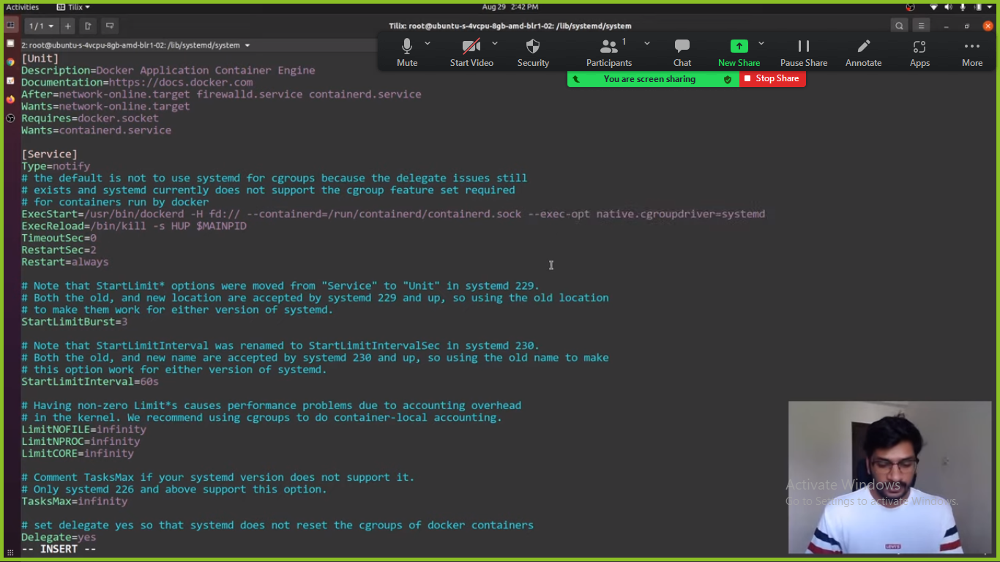 Activities
Tilix
Aug 29 2:42 PM
1 / 1
Tilix: root@ubuntu-s-4vcpu-8gb-amd-blr1-02: /lib/systemd/system
2: root@ubuntu-s-4vcpu-8gb-amd-blr1-02: /lib/systemd/system
Mute
Start Video
Security
Participants
1
Chat
New Share
Pause Share
Annotate
Apps
More
You are screen sharing
Stop Share
[Unit]
Description=Docker Application Container Engine
Documentation=https://docs.docker.com
After=network-online.target firewalld.service containerd.service
Wants=network-online.target
Requires=docker.socket
Wants=containerd.service
[Service]
Type=notify
# the default is not to use systemd for cgroups because the delegate issues still
# exists and systemd currently does not support the cgroup feature set required
# for containers run by docker
ExecStart=/usr/bin/dockerd -H fd:// --containerd=/run/containerd/containerd.sock --exec-opt native.cgroupdriver=systemd
ExecReload=/bin/kill -s HUP $MAINPID
TimeoutSec=0
RestartSec=2
Restart=always
# Note that StartLimit* options were moved from "Service" to "Unit" in systemd 229.
# Both the old, and new location are accepted by systemd 229 and up, so using the old location
# to make them work for either version of systemd.
StartLimitBurst=3
# Note that StartLimitInterval was renamed to StartLimitIntervalSec in systemd 230.
# Both the old, and new name are accepted by systemd 230 and up, so using the old name to make
# this option work for either version of systemd.
StartLimitInterval=60s
# Having non-zero Limit*s causes performance problems due to accounting overhead
# in the kernel. We recommend using cgroups to do container-local accounting.
LimitNOFILE=infinity
LimitNPROC=infinity
LimitCORE=infinity
# Comment TasksMax if your systemd version does not support it.
# Only systemd 226 and above support this option.
TasksMax=infinity
# set delegate yes so that systemd does not reset the cgroups of docker containers
Delegate=yes
-- INSERT --
Activate Windows
Go to Settings to activate Windows.
LEVI'S